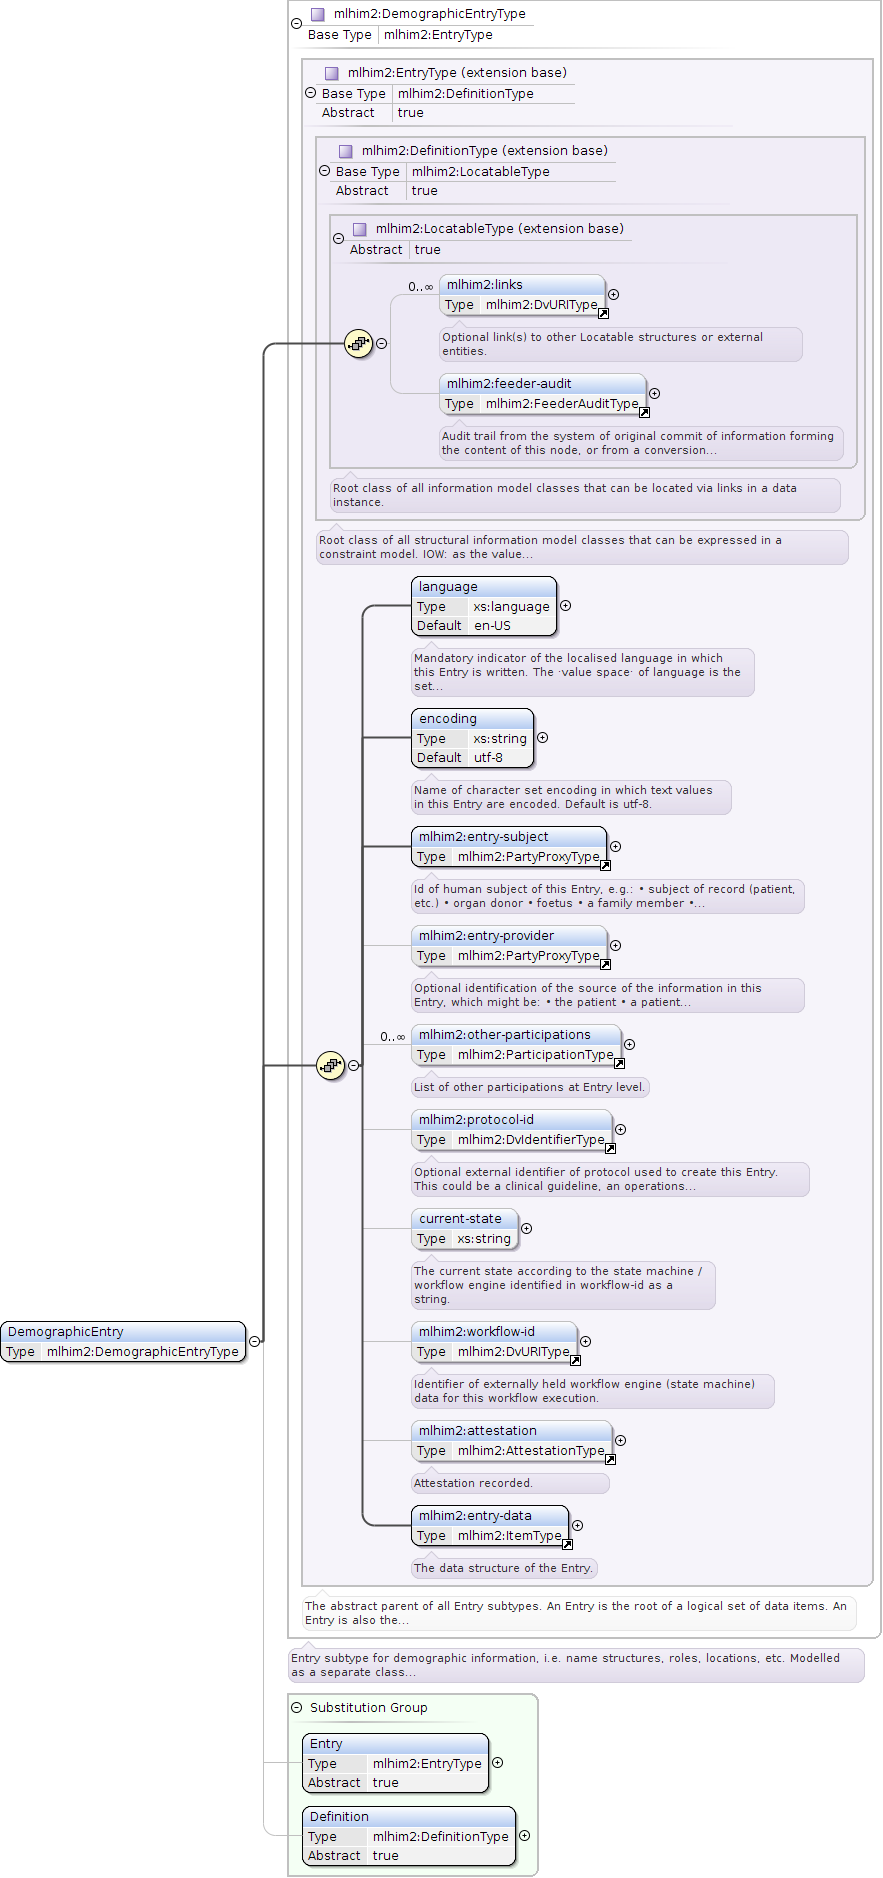 mlhim2:DemographicEntryType
Base Type mlhim2:EntryType
mlhim2:EntryType (extension base)
Base Type mlhim2:DefinitionType
Abstract true
mlhim2:DefinitionType (extension base)
Base Type mlhim2:LocatableType
Abstract true
mlhim2:LocatableType (extension base)
Abstract true
0..∞
mlhim2:links
Type mlhim2:DvURIType
Optional link(s) to other Locatable structures or external
entities.
mlhim2:feeder-audit
Type mlhim2:FeederAuditType
Audit trail from the system of original commit of information forming
the content of this node, or from a conversion...
Root class of all information model classes that can be located via links in a data
instance.
Root class of all structural information model classes that can be expressed in a
constraint model. IOW: as the value...
language
Type xs:language
Default en-US
Mandatory indicator of the localised language in which
this Entry is written. The ·value space· of language is the
set...
encoding
Type xs:string
Default utf-8
Name of character set encoding in which text values
in this Entry are encoded. Default is utf-8.
mlhim2:entry-subject
Type mlhim2:PartyProxyType
Id of human subject of this Entry, e.g.: • subject of record (patient,
etc.) • organ donor • foetus • a family member •...
mlhim2:entry-provider
Type mlhim2:PartyProxyType
Optional identification of the source of the information in this
Entry, which might be: • the patient • a patient...
0..∞
mlhim2:other-participations
Type mlhim2:ParticipationType
List of other participations at Entry level.
mlhim2:protocol-id
Type mlhim2:DvIdentifierType
Optional external identifier of protocol used to create this Entry.
This could be a clinical guideline, an operations...
current-state
Type xs:string
The current state according to the state machine /
workflow engine identified in workflow-id as a
string.
mlhim2:workflow-id
Type mlhim2:DvURIType
Identifier of externally held workflow engine (state machine)
data for this workflow execution.
mlhim2:attestation
Type mlhim2:AttestationType
Attestation recorded.
mlhim2:entry-data
Type mlhim2:ItemType
The data structure of the Entry.
The abstract parent of all Entry subtypes. An Entry is the root of a logical set of data items. An
Entry is also the...
DemographicEntry
Type mlhim2:DemographicEntryType
Entry subtype for demographic information, i.e. name structures, roles, locations, etc. Modelled
as a separate class...
Substitution Group
Entry
Type mlhim2:EntryType
Abstract true
Definition
Type mlhim2:DefinitionType
Abstract true